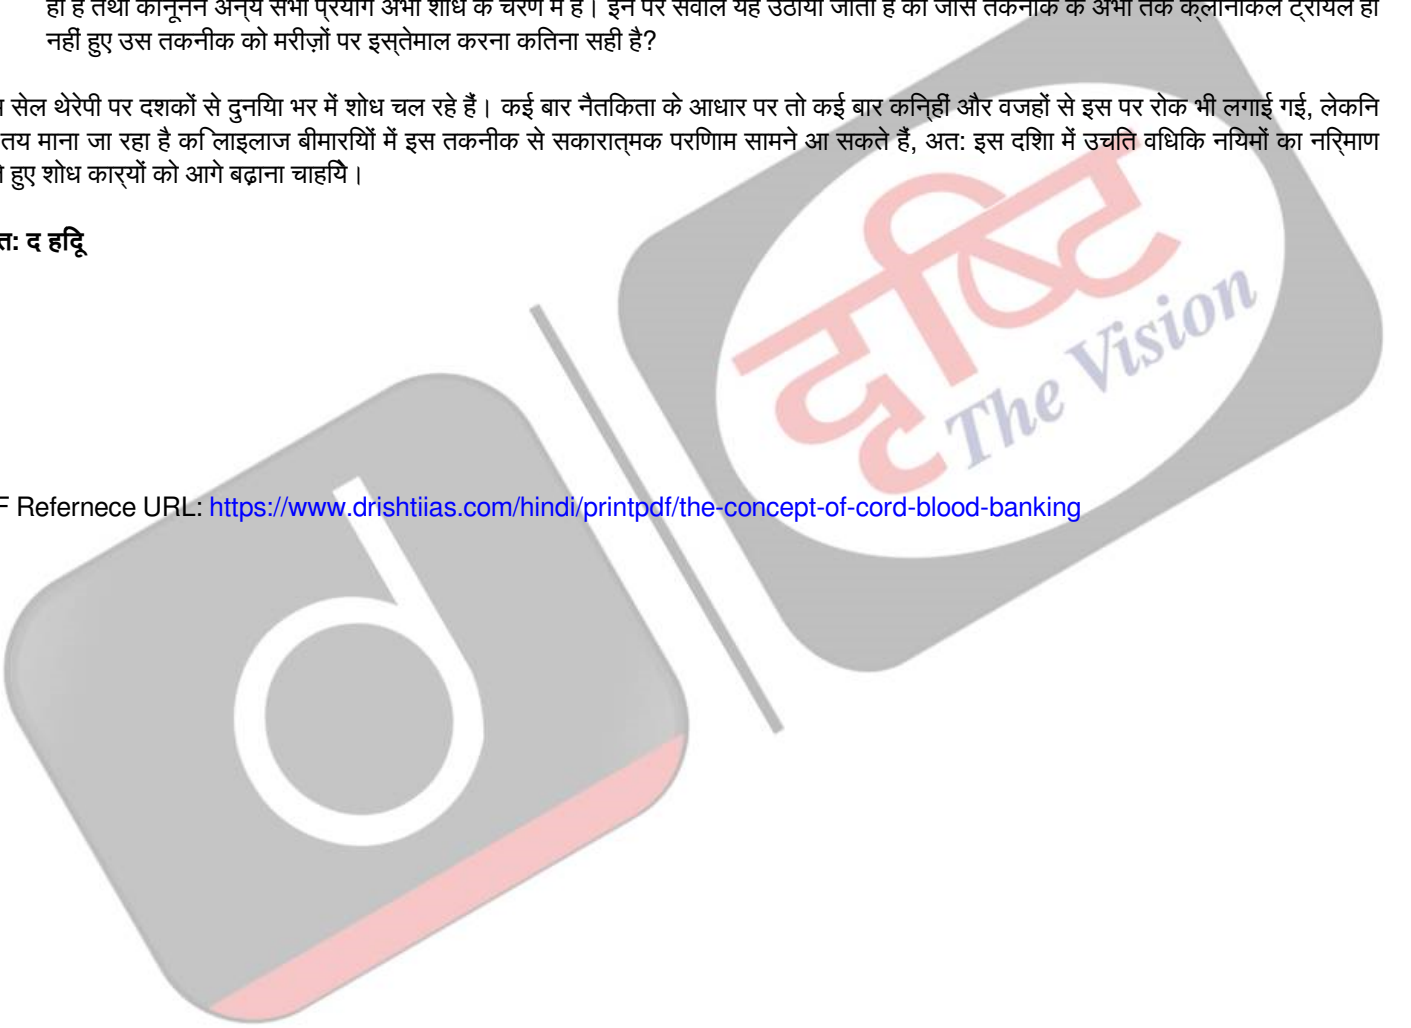 ही है तथा कानूनन अन्य सभी प्रयोग अभी शोध के चरण में हैं। इन पर सवाल यह उठाया जाता है कि जिस तकनीक के अभी तक क्लीनिकल ट्रायल ही
नहीं हुए उस तकनीक को मरीज़ों पर इस्तेमाल करना कितना सही है?
सेल थेरेपी पर दशकों से दुनिया भर में शोध चल रहे हैं। कई बार नैतिकता के आधार पर तो कई बार किन्हीं और वजहों से इस पर रोक भी लगाई गई, लेकिन
तय माना जा रहा है कि लाइलाज बीमारियों में इस तकनीक से सकारात्मक परिणाम सामने आ सकते हैं, अत: इस दिशा में उचित विधिक नियमों का निर्माण
हुए शोध कार्यों को आगे बढ़ाना चाहिये।
त: द हिंदू
दृष्टि
The Vision
F Refernece URL: https://www.drishtiias.com/hindi/printpdf/the-concept-of-cord-blood-banking
d